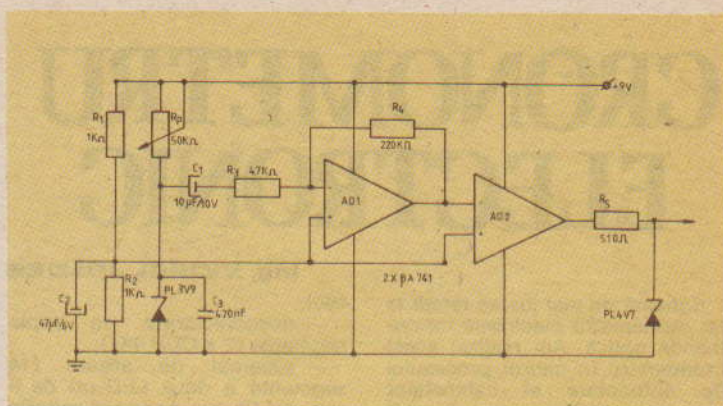 +9V
R1
1KΩ
Rp
50KΩ
R4
220KΩ
C1
10µF/10V
R3
47KΩ
AO1
AO2
R5
510Ω
2 X βA 741
C2
47µF/6V
R2
1KΩ
PL3V9
C3
470nF
PL4V7